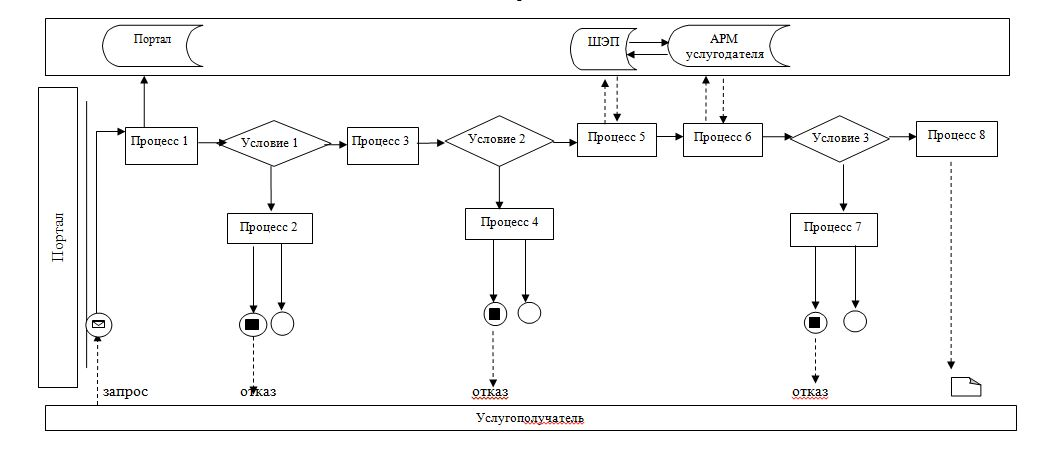 Портал
ШЭП
АРМ
услугодателя
Процесс 1
Условие 1
Процесс 3
Условие 2
Процесс 5
Процесс 6
Условие 3
Процесс 8
Портал
Процесс 2
Процесс 4
Процесс 7
запрос
отказ
отказ
отказ
Услугополучатель